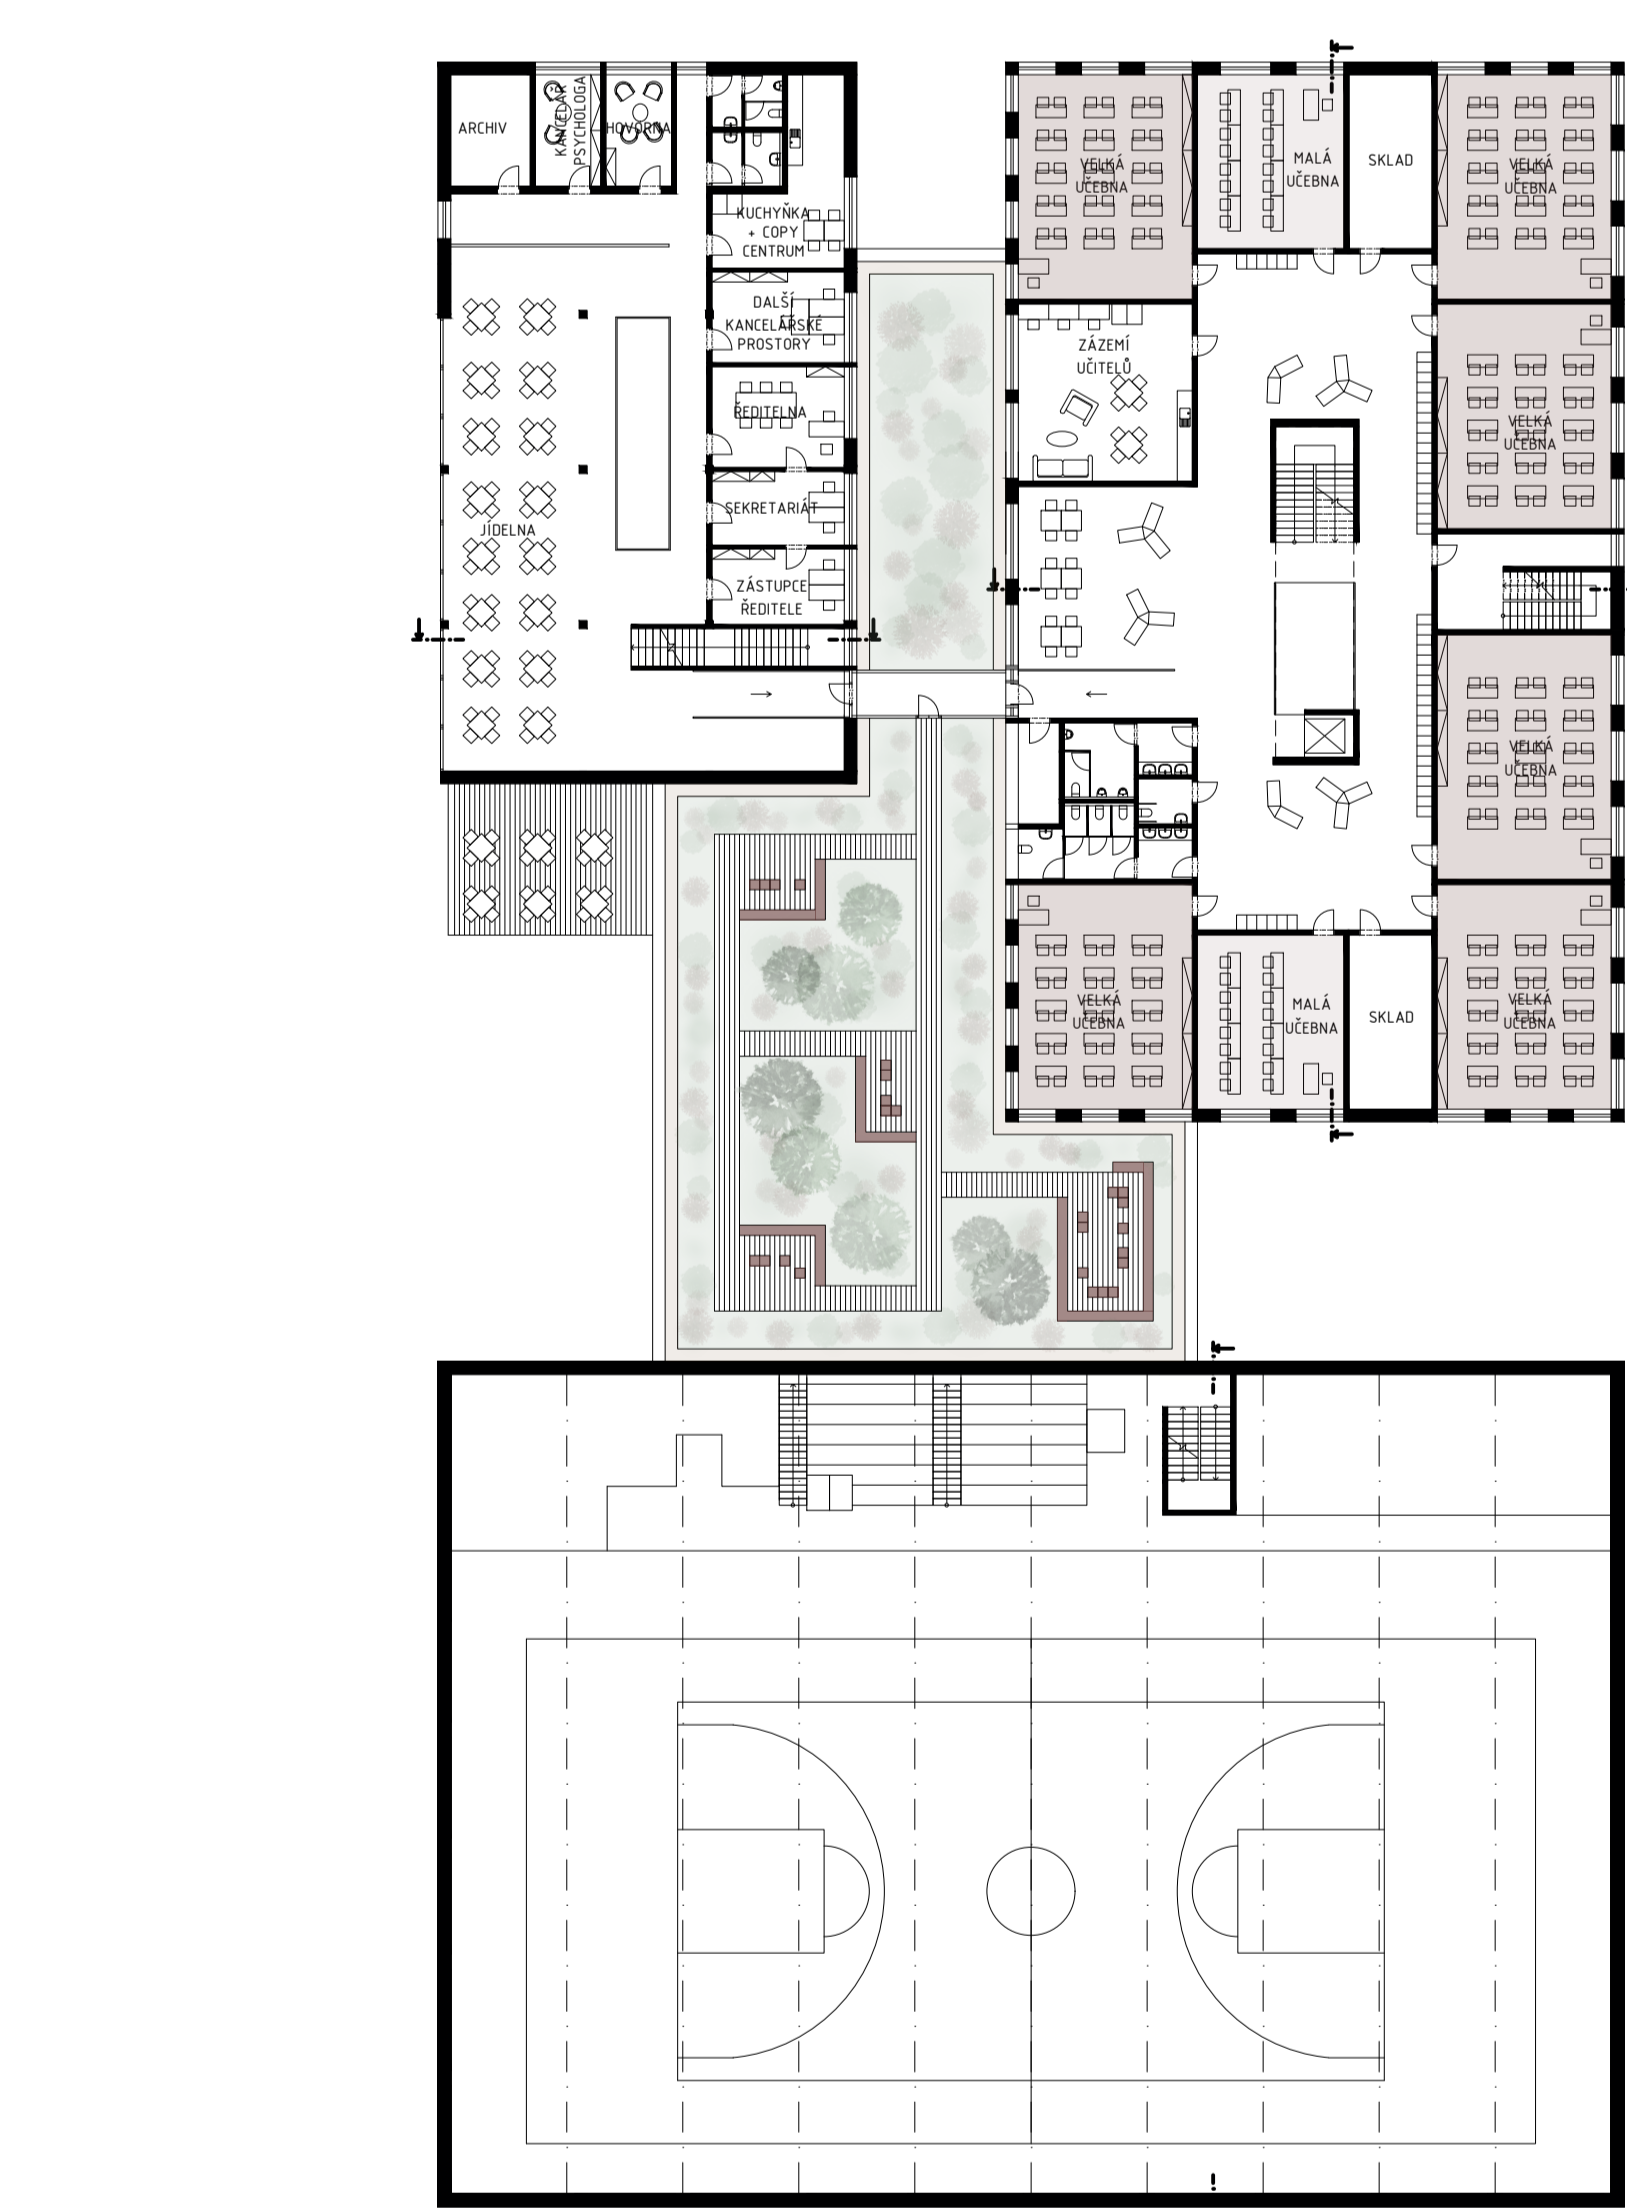 ARCHIV
KANCELÁŘ
PSYCHOLOGA
HOVORNA
KUCHYŇKA
+ COPY
CENTRUM
DALŠÍ
KANCELÁŘSKÉ
PROSTORY
ŘEDITELNA
SEKRETARIÁT
JÍDELNA
ZÁSTUPCE
ŘEDITELE
VELKÁ
UČEBNA
MALÁ
UČEBNA
SKLAD
VELKÁ
UČEBNA
ZÁZEMÍ
UČITELŮ
VELKÁ
UČEBNA
VELKÁ
UČEBNA
VELKÁ
UČEBNA
MALÁ
UČEBNA
SKLAD
VELKÁ
UČEBNA